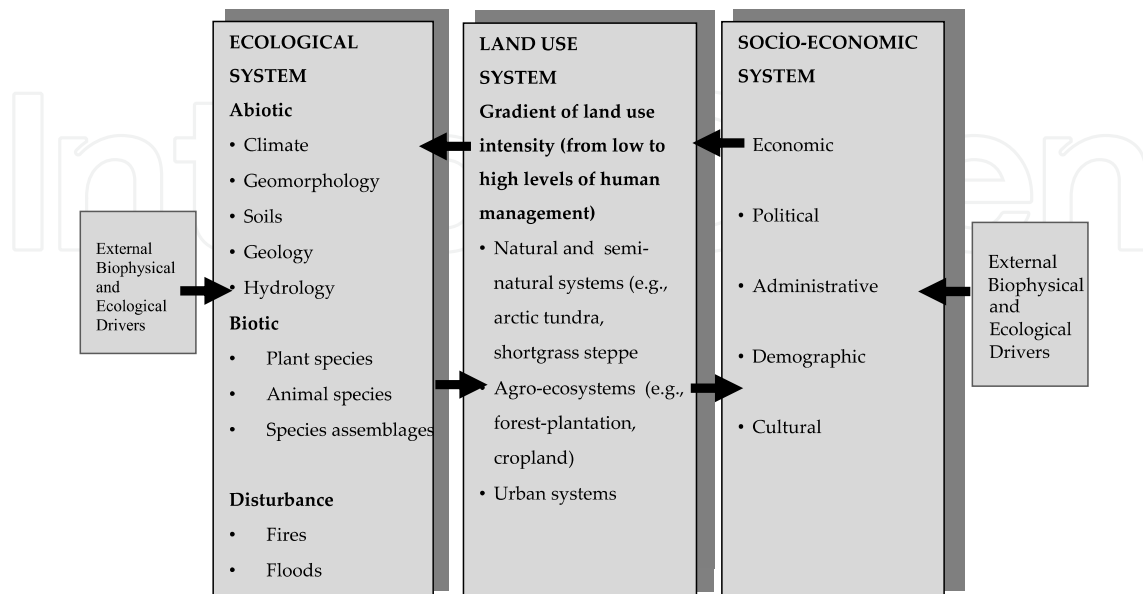 ECOLOGICAL
SYSTEM
Abiotic
• Climate
• Geomorphology
• Soils
• Geology
• Hydrology
Biotic
• Plant species
• Animal species
• Species assemblages
Disturbance
• Fires
• Floods
LAND USE
SYSTEM
Gradient of land use
intensity (from low to
high levels of human
management)
• Natural and semi-
natural systems (e.g.,
arctic tundra,
shortgrass steppe
• Agro-ecosystems (e.g.,
forest-plantation,
cropland)
• Urban systems
SOCİO-ECONOMIC
SYSTEM
• Economic
• Political
• Administrative
• Demographic
• Cultural
External
Biophysical
and
Ecological
Drivers
External
Biophysical
and
Ecological
Drivers